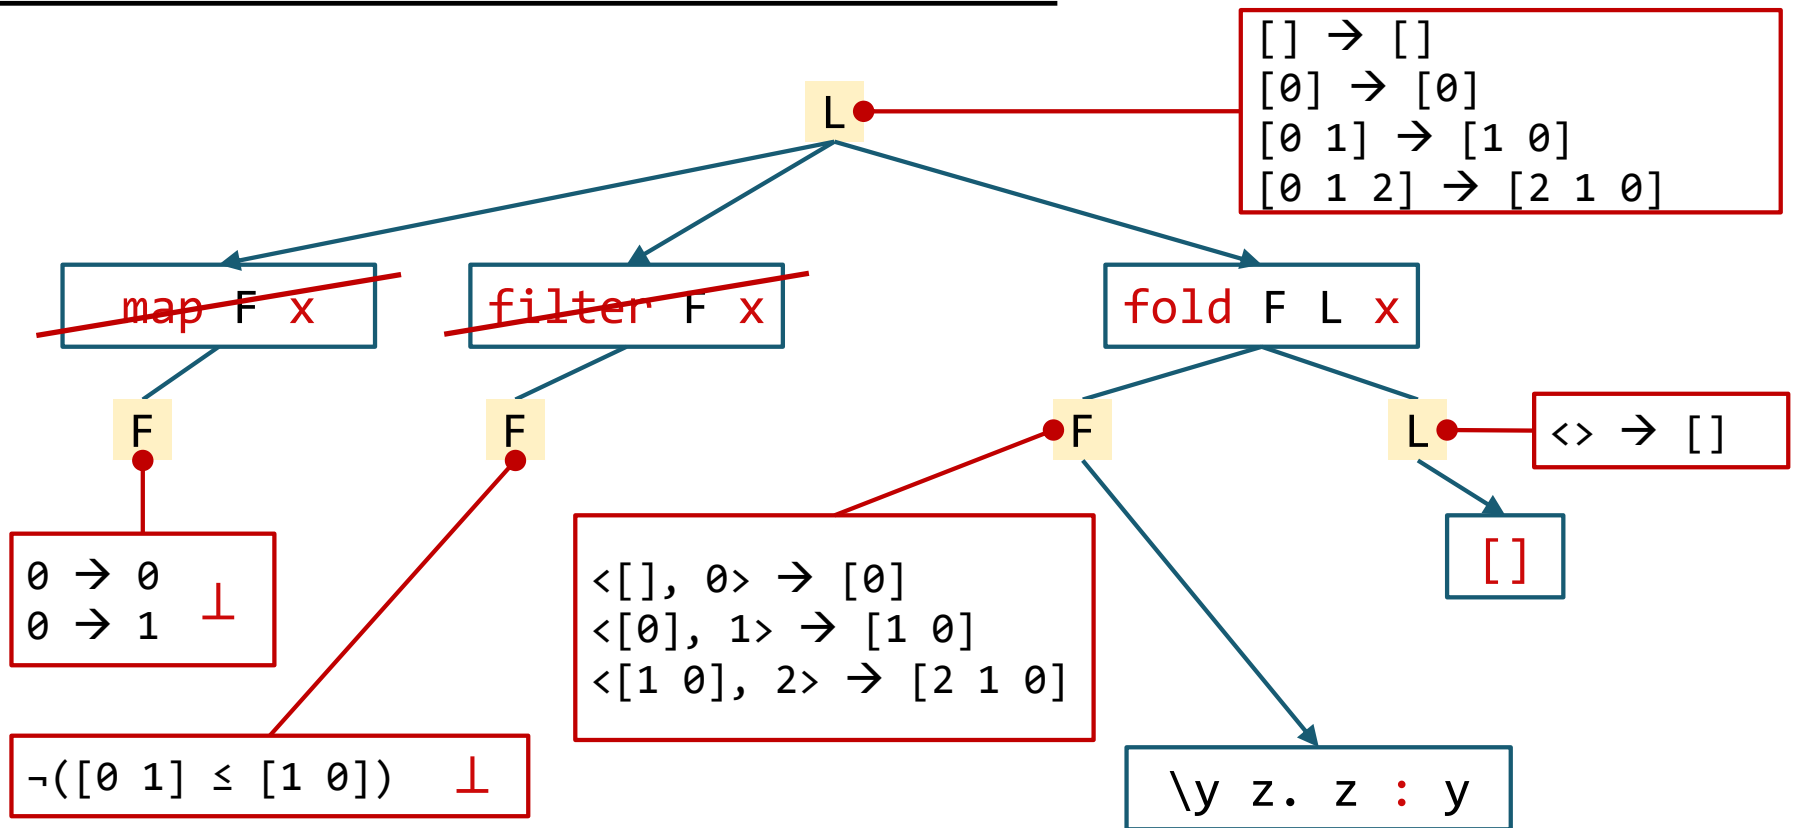 [] → []
[0] → [0]
[0 1] → [1 0]
[0 1 2] → [2 1 0]
L
map F x
filter F x
fold F L x
F
F
F
L
<> → []
0 → 0
0 → 1
⊥
<[], 0> → [0]
<[0], 1> → [1 0]
<[1 0], 2> → [2 1 0]
[]
¬([0 1] ≤ [1 0]) ⊥
\y z. z : y